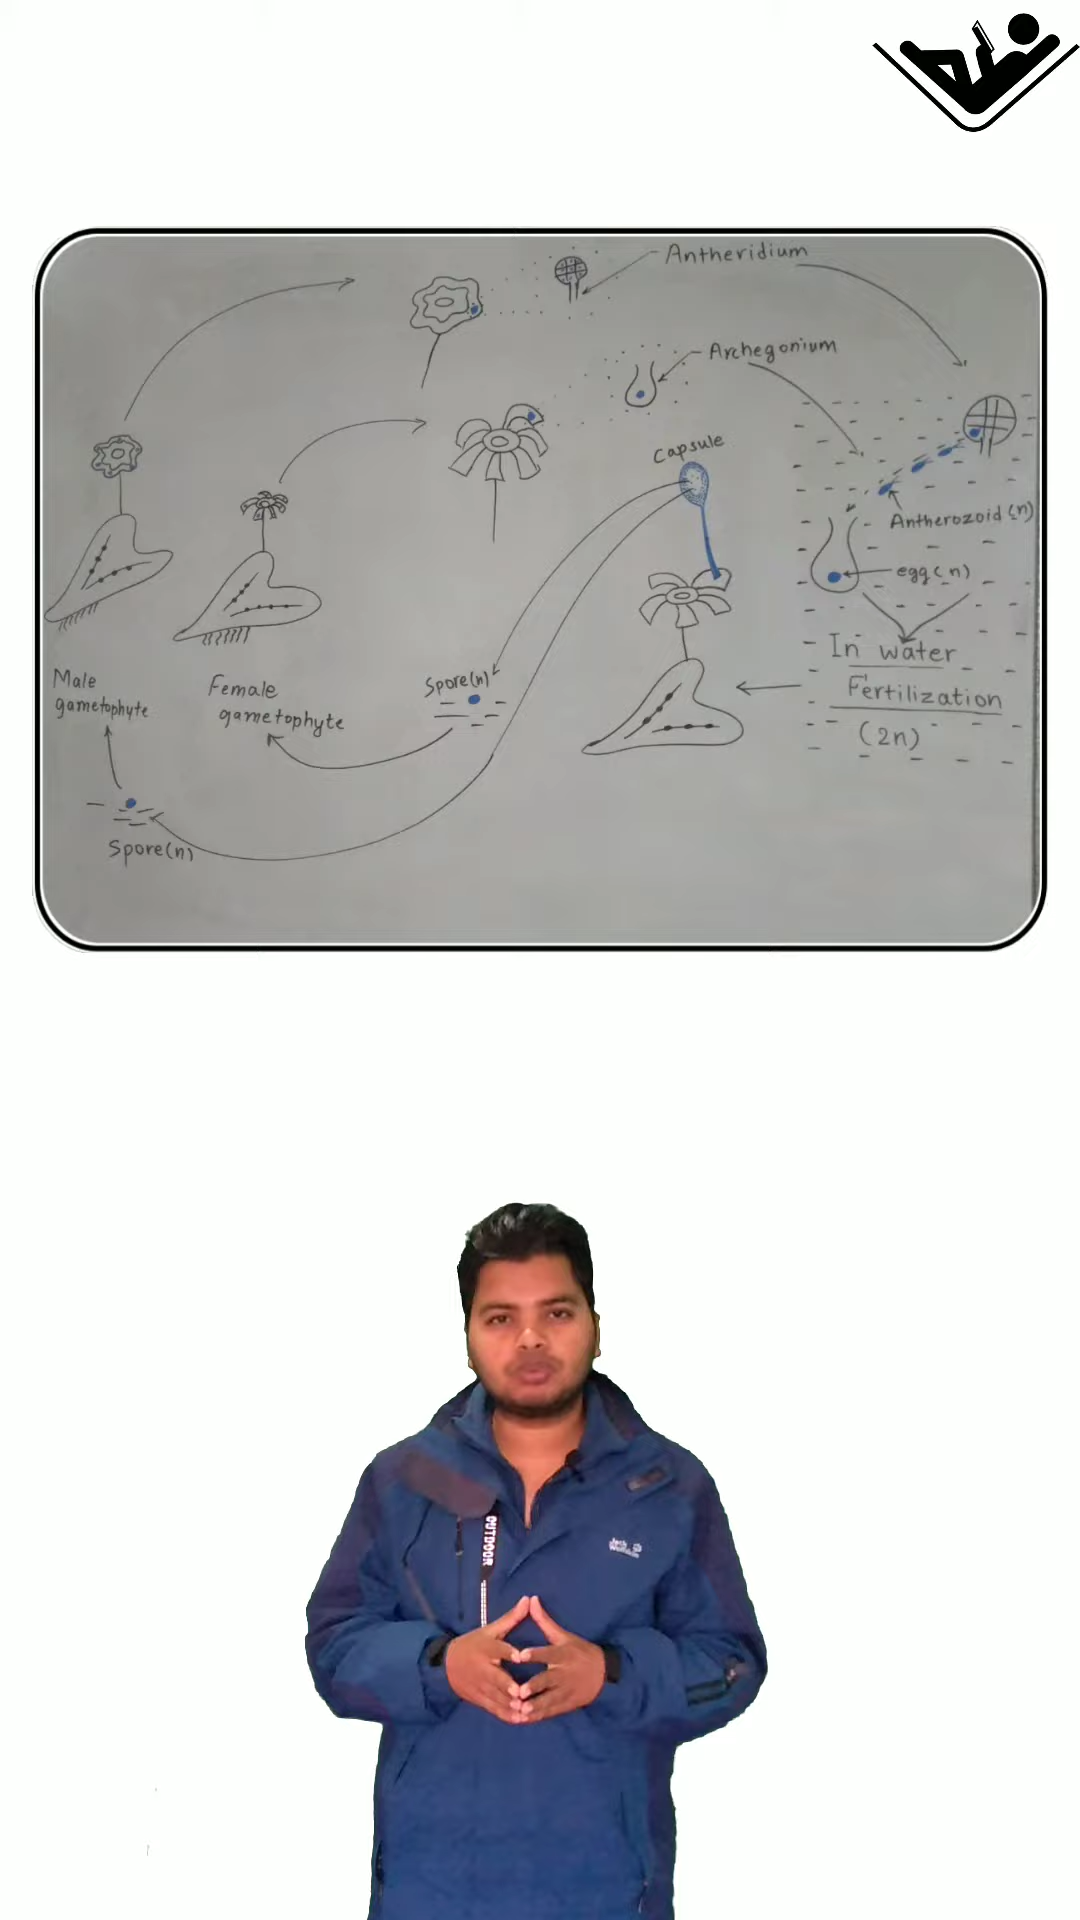 Antheridium
Archegonium
Capsule
Antherozoid (n)
egg (n)
In water
Fertilization
(2n)
Spore(n)
Male
gametophyte
Female
gametophyte
Spore(n)
OUTDOOR